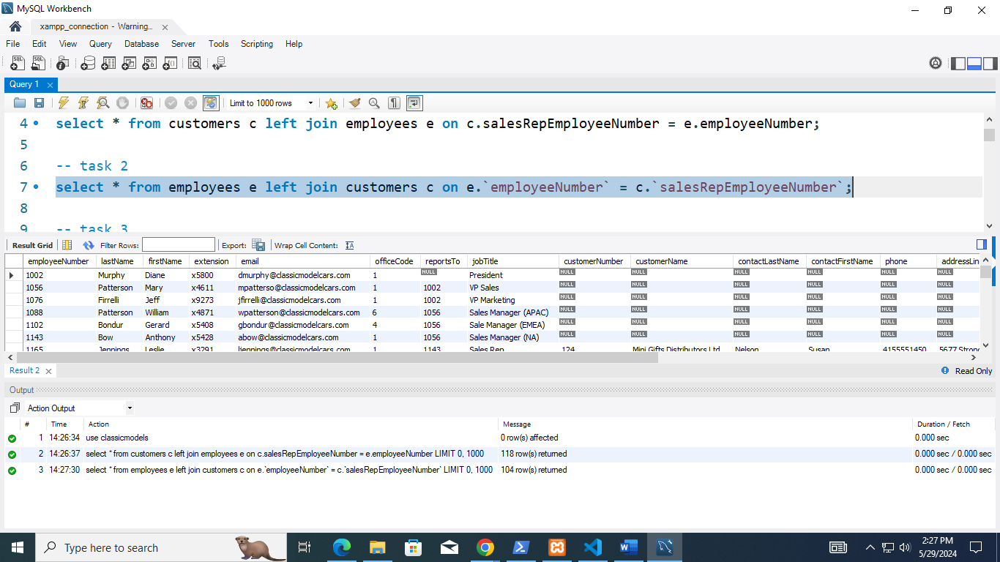 MySQL Workbench
xampp_connection - Warning...
File Edit View Query Database Server Tools Scripting Help
Query 1
Limit to 1000 rows
4 select * from customers c left join employees e on c.salesRepEmployeeNumber = e.employeeNumber;
5
6 -- task 2
7 select * from employees e left join customers c on e.`employeeNumber` = c.`salesRepEmployeeNumber`;
8
9 -- task 3
Result Grid Filter Rows: Export: Wrap Cell Content:
employeeNumber lastName firstName extension email officeCode reportsTo jobTitle customerNumber customerName contactLastName contactFirstName phone addressLin
1002 Murphy Diane x5800 dmurphy@classicmodelcars.com 1 NULL President NULL NULL NULL NULL NULL NULL
1056 Patterson Mary x4611 mpatterso@classicmodelcars.com 1 1002 VP Sales NULL NULL NULL NULL NULL NULL
1076 Firrelli Jeff x9273 jfirrelli@classicmodelcars.com 1 1002 VP Marketing NULL NULL NULL NULL NULL NULL
1088 Patterson William x4871 wpatterson@classicmodelcars.com 6 1056 Sales Manager (APAC) NULL NULL NULL NULL NULL NULL
1102 Bondur Gerard x5408 gbondur@classicmodelcars.com 4 1056 Sale Manager (EMEA) NULL NULL NULL NULL NULL NULL
1143 Bow Anthony x5428 abow@classicmodelcars.com 1 1056 Sales Manager (NA) NULL NULL NULL NULL NULL NULL
1165 Jennings Leslie x3291 ljennings@classicmodelcars.com 1 1143 Sales Rep 124 Mini Gifts Distributors Ltd. Nelson Susan 4155551450 5677 Strong
Result 2 Read Only
Output
Action Output
# Time Action Message Duration / Fetch
1 14:26:34 use classicmodels 0 row(s) affected 0.000 sec
2 14:26:37 select * from customers c left join employees e on c.salesRepEmployeeNumber = e.employeeNumber LIMIT 0, 1000 118 row(s) returned 0.000 sec / 0.000 sec
3 14:27:30 select * from employees e left join customers c on e.`employeeNumber` = c.`salesRepEmployeeNumber` LIMIT 0, 1000 104 row(s) returned 0.000 sec / 0.000 sec
Type here to search
2:27 PM
5/29/2024